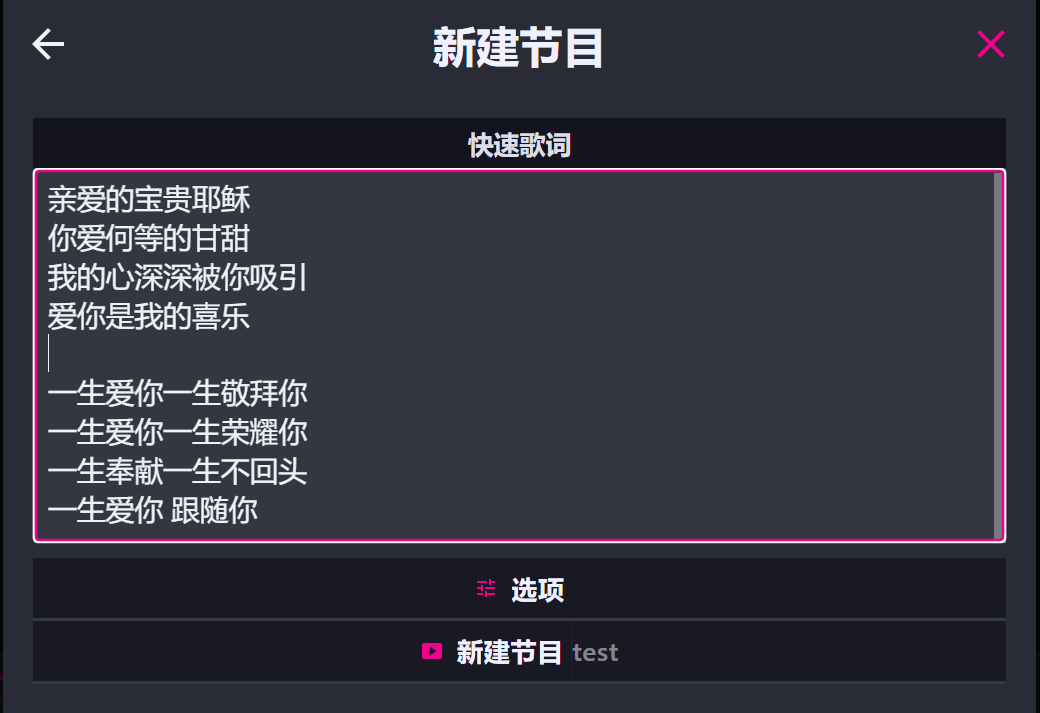 新建节目
快速歌词
亲爱的宝贵耶稣
你爱何等的甘甜
我的心深深被你吸引
爱你是我的喜乐
一生爱你一生敬拜你
一生爱你一生荣耀你
一生奉献一生不回头
一生爱你 跟随你
选项
新建节目 test